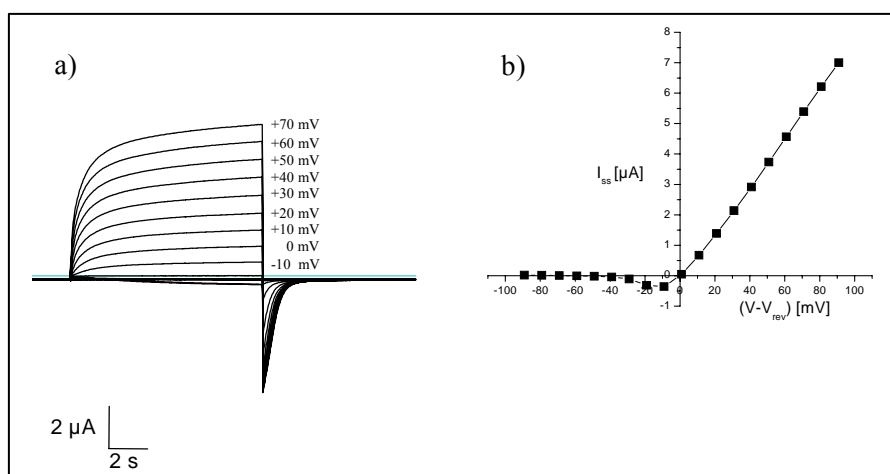 a)
+70 mV
+60 mV
+50 mV
+40 mV
+30 mV
+20 mV
+10 mV
0 mV
-10 mV
2 µA
2 s
b)
8
7
6
5
4
3
2
1
0
-1
I_ss [µA]
-100 -80 -60 -40 -20 0 20 40 60 80 100
(V-V_rev) [mV]